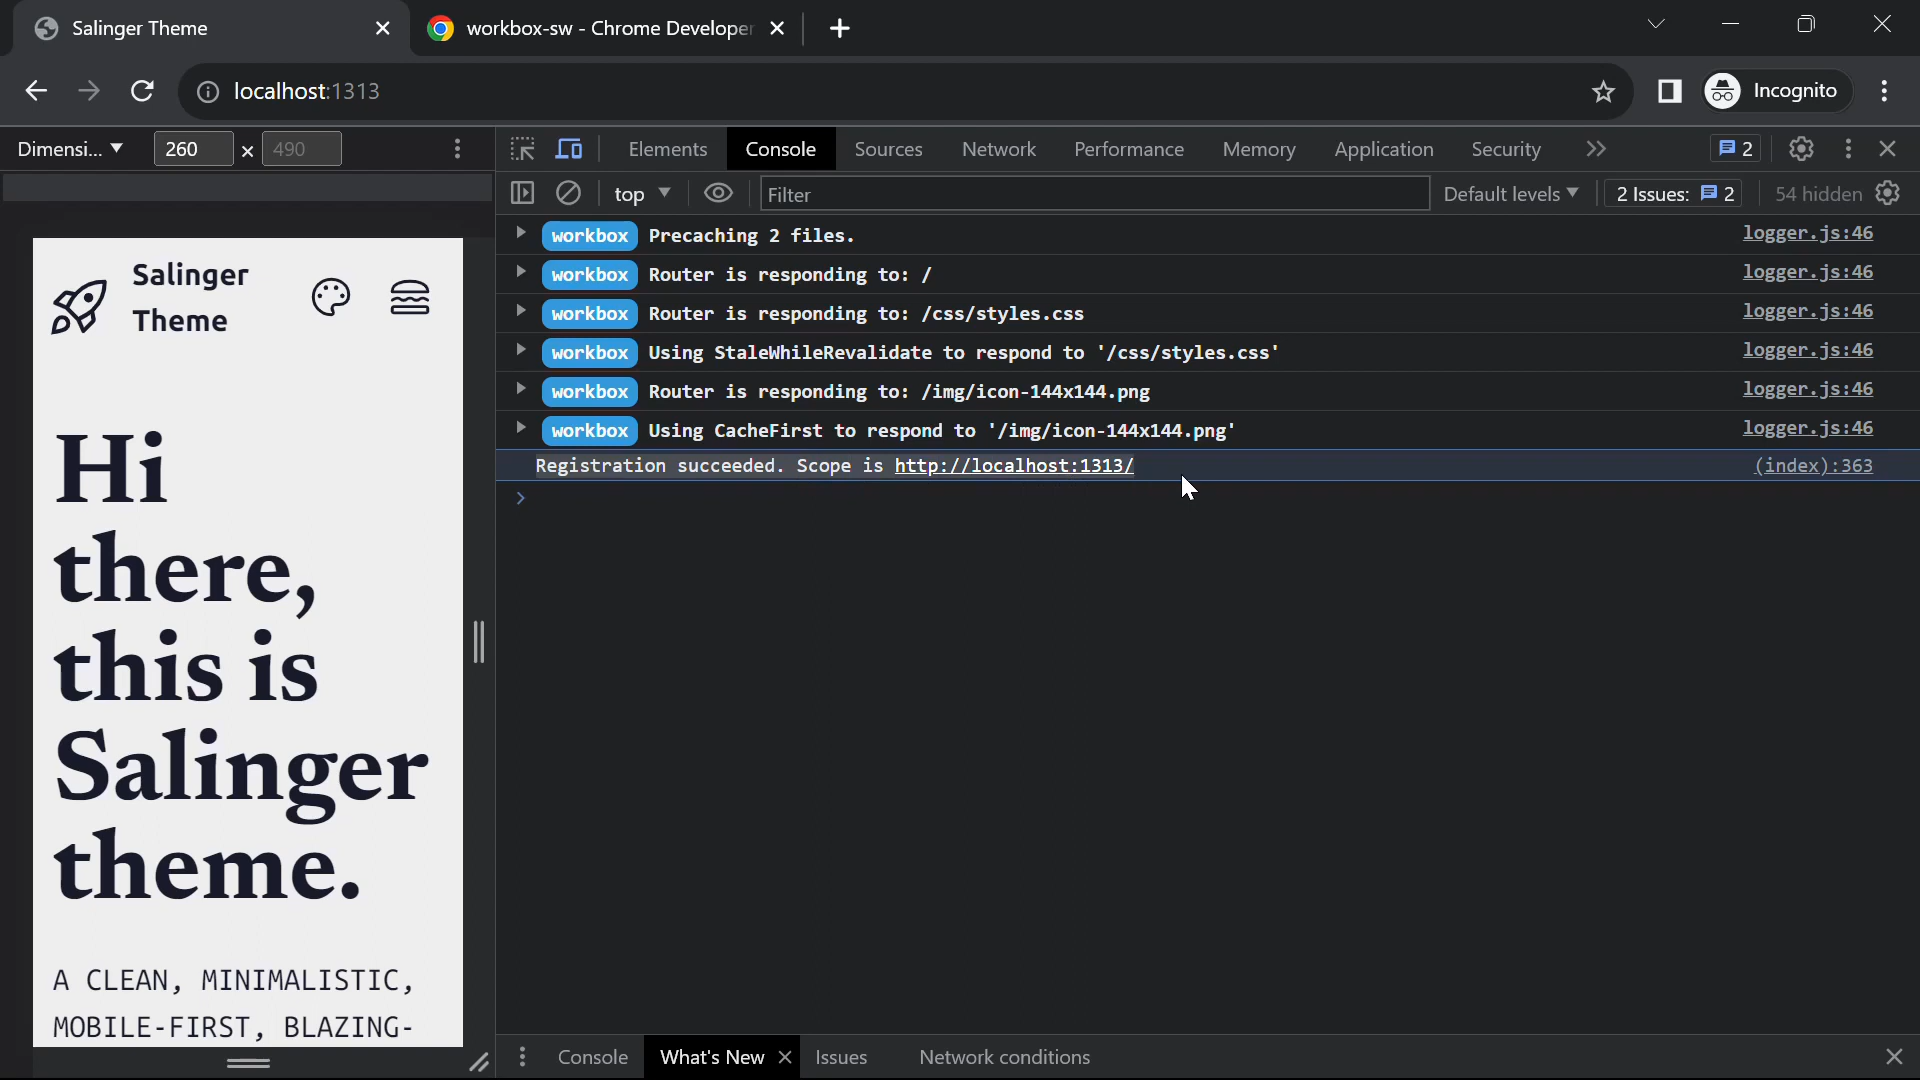 Salinger Theme
workbox-sw - Chrome Developer
localhost:1313
Incognito
Dimensi... 260 × 490
Elements Console Sources Network Performance Memory Application Security 2
top Filter Default levels 2 Issues: 2 54 hidden
workbox Precaching 2 files. logger.js:46
workbox Router is responding to: / logger.js:46
workbox Router is responding to: /css/styles.css logger.js:46
workbox Using StaleWhileRevalidate to respond to '/css/styles.css' logger.js:46
workbox Router is responding to: /img/icon-144x144.png logger.js:46
workbox Using CacheFirst to respond to '/img/icon-144x144.png' logger.js:46
Registration succeeded. Scope is http://localhost:1313/ (index):363
Salinger
Theme
Hi
there,
this is
Salinger
theme.
A CLEAN, MINIMALISTIC,
MOBILE-FIRST, BLAZING-
Console What's New Issues Network conditions